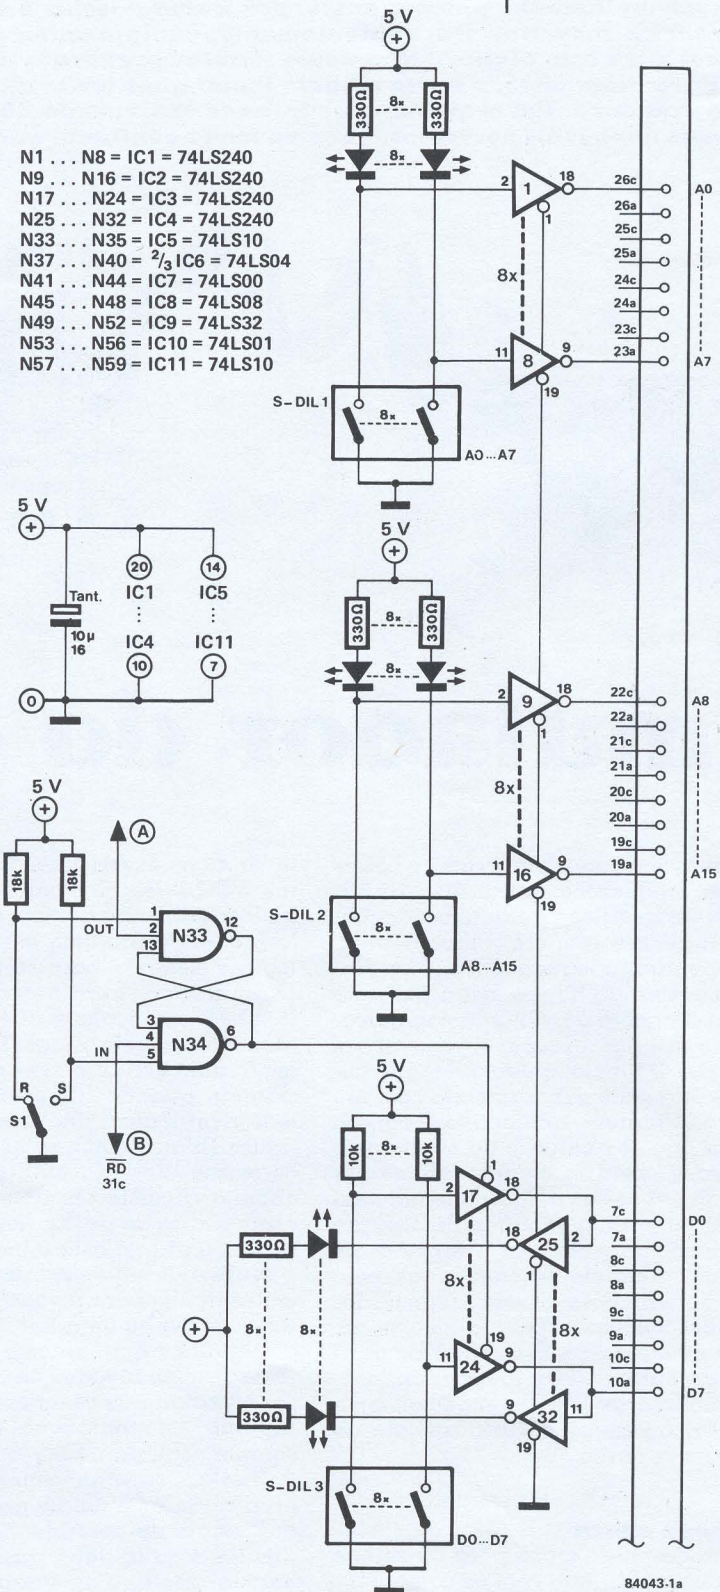 5 V
+
330Ω
8x
330Ω
8x
N1 ... N8 = IC1 = 74LS240
N9 ... N16 = IC2 = 74LS240
N17 ... N24 = IC3 = 74LS240
N25 ... N32 = IC4 = 74LS240
N33 ... N35 = IC5 = 74LS10
N37 ... N40 = 2/3 IC6 = 74LS04
N41 ... N44 = IC7 = 74LS00
N45 ... N48 = IC8 = 74LS08
N49 ... N52 = IC9 = 74LS32
N53 ... N56 = IC10 = 74LS01
N57 ... N59 = IC11 = 74LS10
2
1
18
1
8x
11
8
9
19
26c
26a
25c
25a
24c
24a
23c
23a
A0
A7
S-DIL1
8x
A0...A7
5 V
+
Tant.
10µ
16
20
IC1
...
IC4
10
14
IC5
...
IC11
7
0
5 V
+
330Ω
8x
330Ω
8x
2
9
18
1
8x
11
16
9
19
22c
22a
21c
21a
20c
20a
19c
19a
A8
A15
S-DIL2
8x
A8...A15
5 V
+
18k
18k
A
OUT
1
2
13
N33
12
3
4
5
N34
6
IN
R
S
S1
B
RD
31c
5 V
+
10k
8x
10k
1
2
17
18
18
25
2
1
8x
8x
19
11
24
9
9
32
11
19
330Ω
8x
8x
+
330Ω
7c
7a
8c
8a
9c
9a
10c
10a
D0
D7
S-DIL3
8x
D0...D7
84043-1a